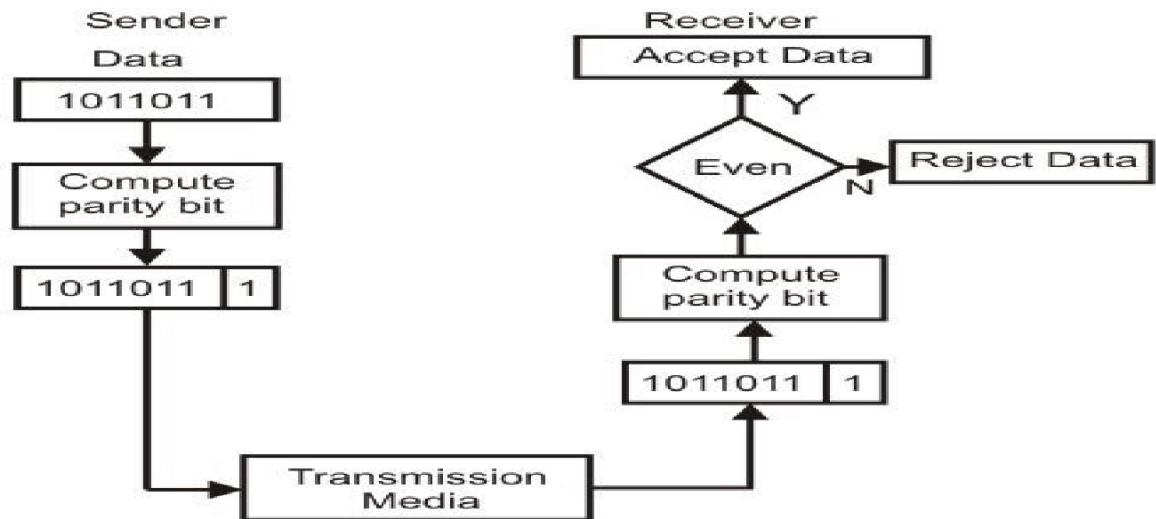 Sender
Data
1011011
Compute
parity bit
1011011 1
Transmission
Media
Receiver
Accept Data
Y
Even
N
Reject Data
Compute
parity bit
1011011 1